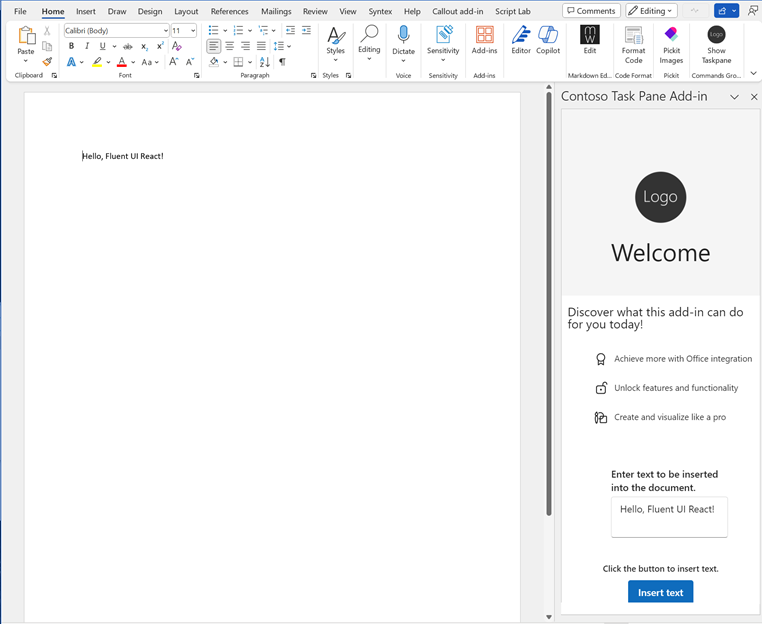 File Home Insert Draw Design Layout References Mailings Review View Syntex Help Callout add-in Script Lab Comments Editing
Calibri (Body) 11
Paste
B I U ab x₂ x²
A A Aa A A
Styles
Editing
Dictate
Sensitivity
Add-ins
Editor
Copilot
M
Edit
Format
Code
Pickit
Images
Logo
Show
Taskpane
Clipboard Font Paragraph Styles Voice Sensitivity Add-ins Markdown Ed... Code Format Pickit Commands Gro...
Contoso Task Pane Add-in
Hello, Fluent UI React!
Logo
Welcome
Discover what this add-in can do
for you today!
Achieve more with Office integration
Unlock features and functionality
Create and visualize like a pro
Enter text to be inserted
into the document.
Hello, Fluent UI React!
Click the button to insert text.
Insert text